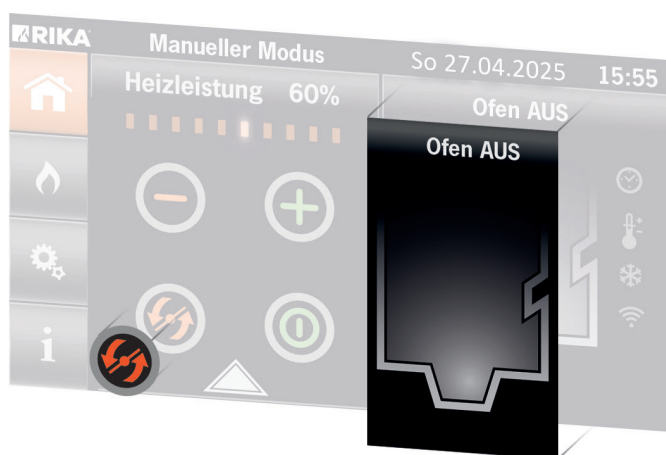 RIKA
Manueller Modus
So 27.04.2025 15:55
Heizleistung 60%
Ofen AUS
Ofen AUS